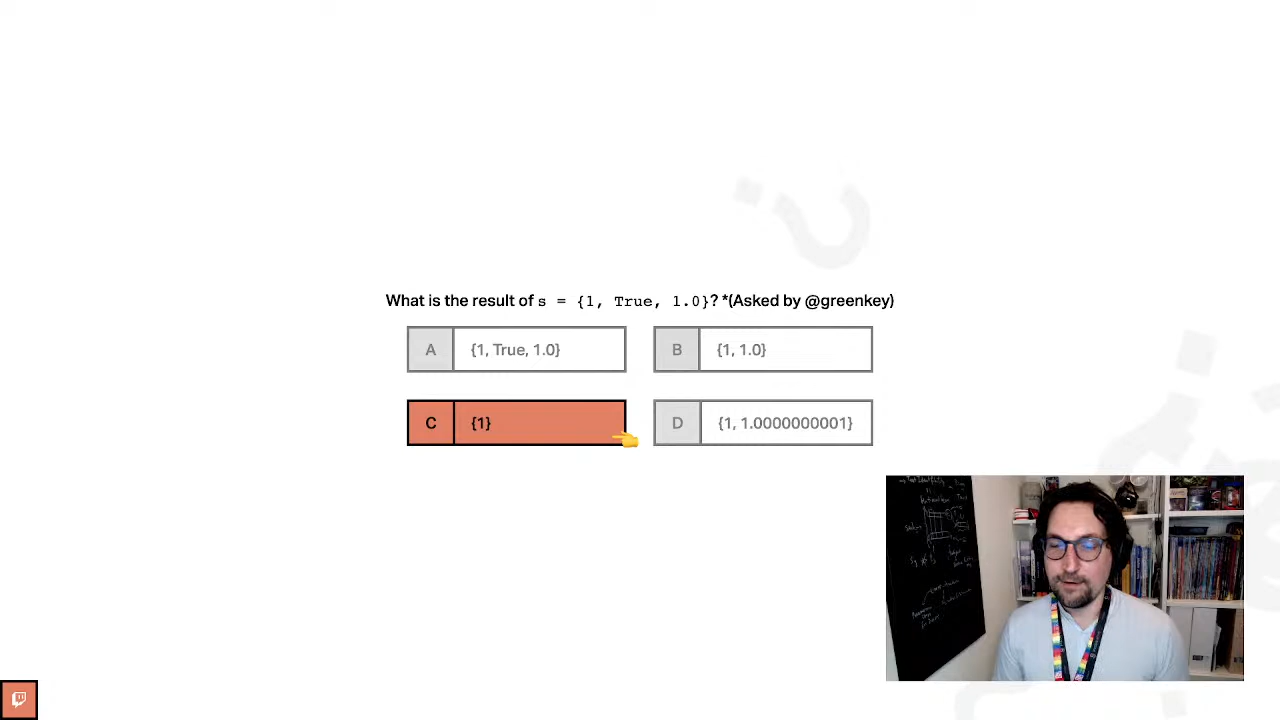 What is the result of s = {1, True, 1.0}? *(Asked by @greenkey)
A {1, True, 1.0}
B {1, 1.0}
C {1}
D {1, 1.0000000001}